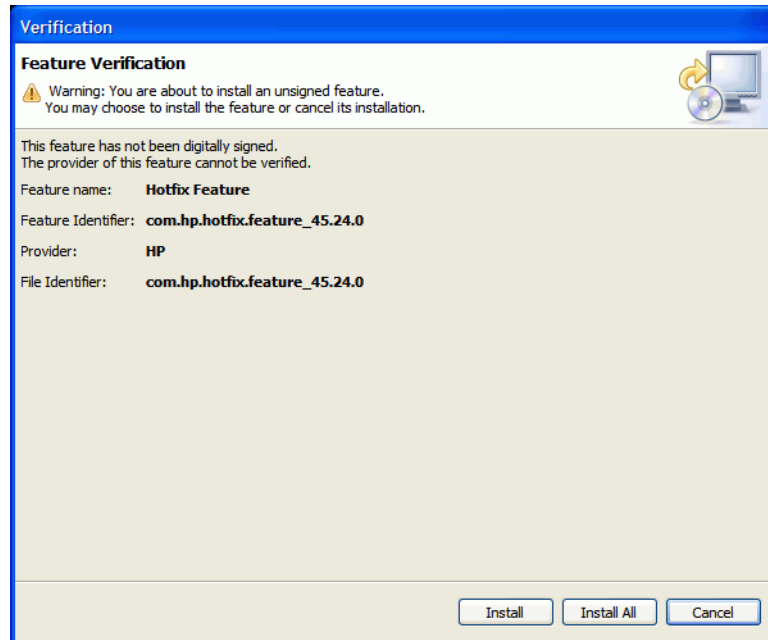 Verification
Feature Verification
Warning: You are about to install an unsigned feature.
You may choose to install the feature or cancel its installation.
This feature has not been digitally signed.
The provider of this feature cannot be verified.
Feature name: Hotfix Feature
Feature Identifier: com.hp.hotfix.feature_45.24.0
Provider: HP
File Identifier: com.hp.hotfix.feature_45.24.0
Install Install All Cancel